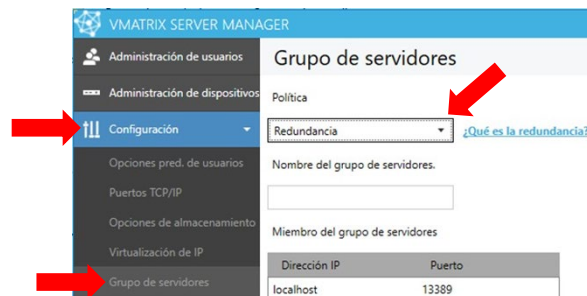 VMATRIX SERVER MANA
Administración de usuarios
Administración de dispositivos
Configuración
Opciones pred. de usuarios
Puertos TCP/IP
Opciones de almacenamiento
Virtualización de IP
Grupo de servidores
Grupo de servidores
Política
Redundancia
¿Qué es la redundancia?
Nombre del grupo de servidores.
Miembro del grupo de servidores
Dirección IP Puerto
localhost 13389